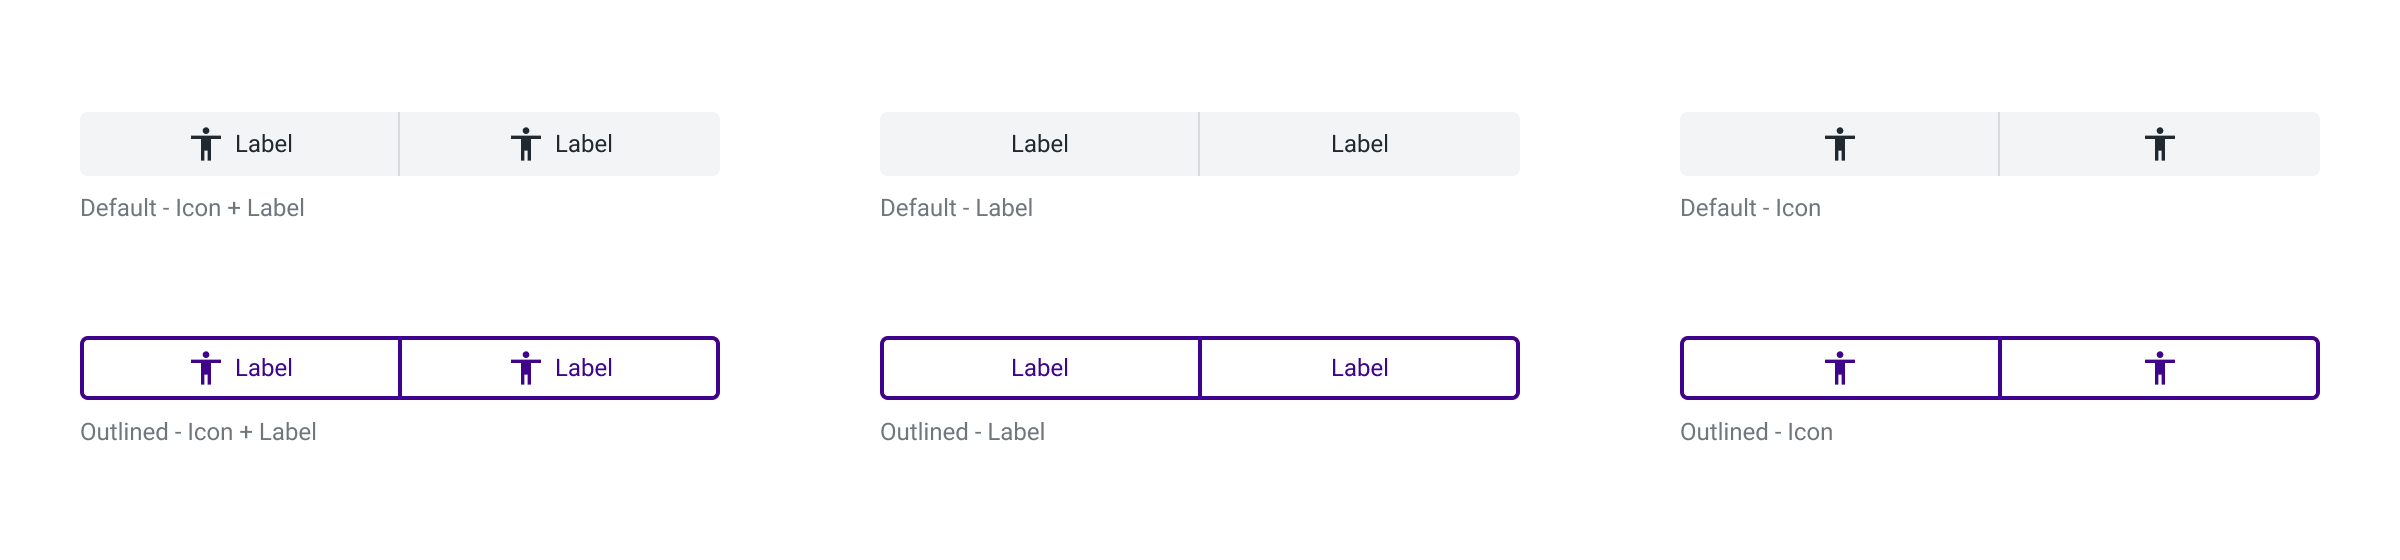 Label Label
Label Label
Default - Icon + Label
Default - Label
Default - Icon
Label Label
Label Label
Outlined - Icon + Label
Outlined - Label
Outlined - Icon